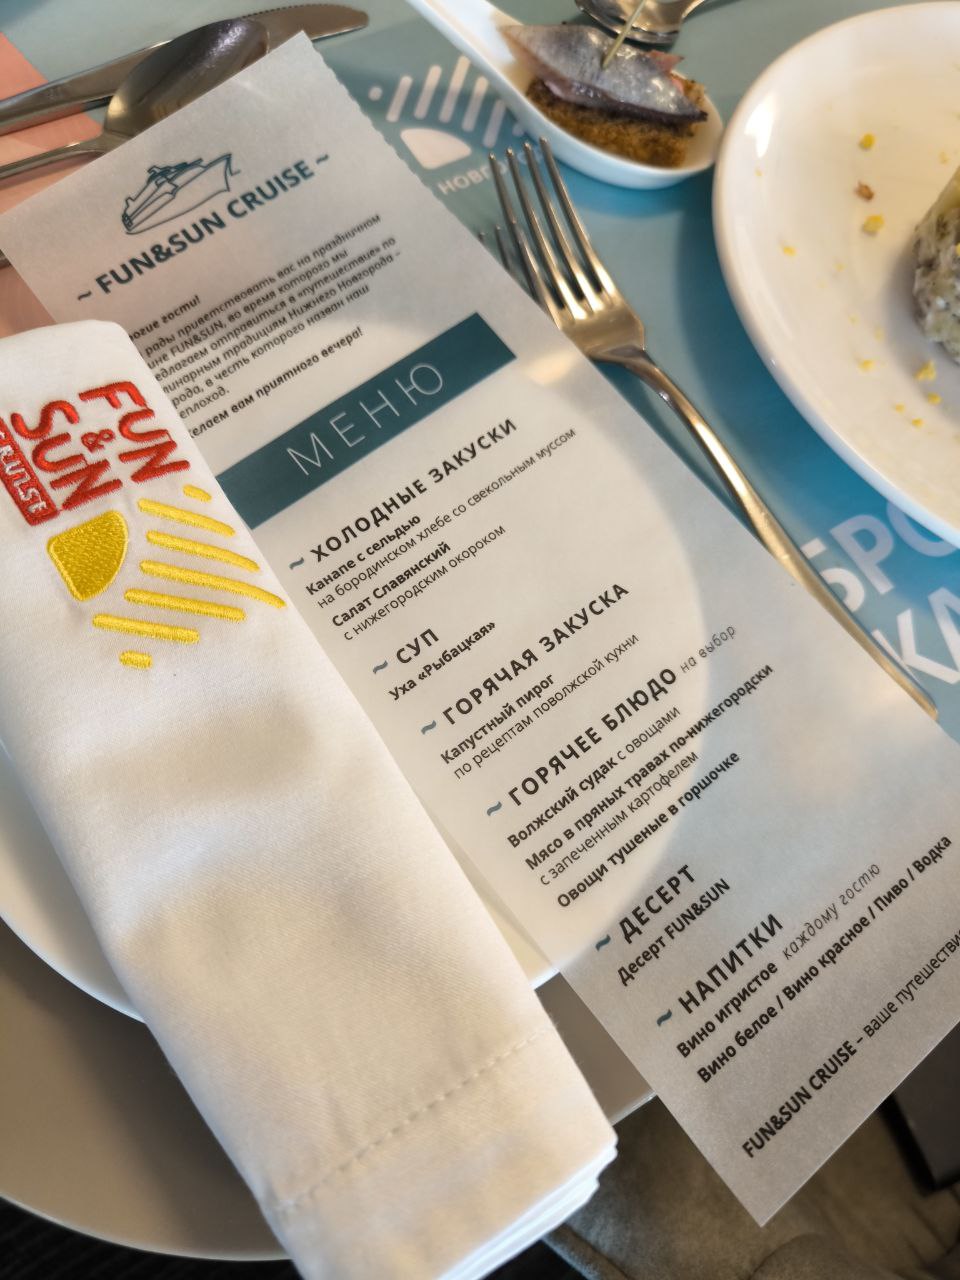 ~ FUN&SUN CRUISE ~
гости!
рады приветствовать вас на праздничном
FUN&SUN, во время которого мы
отправиться в «путешествие» по
традициям Нижнего Новгорода –
в честь которого назван наш
вам приятного вечера!
МЕНЮ
~ ХОЛОДНЫЕ ЗАКУСКИ
Канапе с сельдью
на бородинском хлебе со свекольным муссом
Салат Славянский
с нижегородским окороком
~ СУП
Уха «Рыбацкая»
~ ГОРЯЧАЯ ЗАКУСКА
Капустный пирог
по рецептам поволжской кухни
~ ГОРЯЧЕЕ БЛЮДО на выбор
Волжский судак с овощами
Мясо в пряных травах по-нижегородски
с запеченным картофелем
Овощи тушеные в горшочке
~ ДЕСЕРТ
Десерт FUN&SUN
~ НАПИТКИ
Вино игристое каждому гостю
Вино белое / Вино красное / Пиво / Водка
FUN&SUN CRUISE – ваше путешестви
FUN
&
SUN
CRUISE